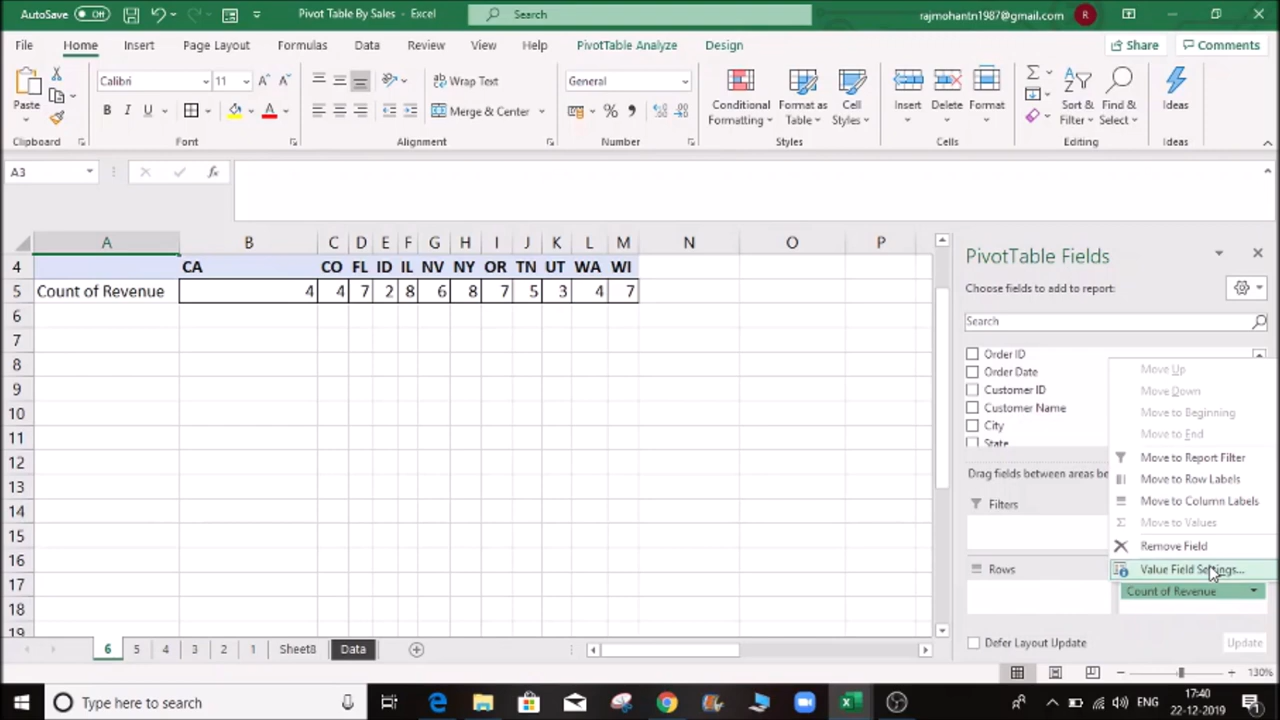 AutoSave Off Pivot Table By Sales - Excel Search rajmohantn1987@gmail.com R
File Home Insert Page Layout Formulas Data Review View Help PivotTable Analyze Design Share Comments
Calibri 11 Wrap Text General
Paste B I U Merge & Center Conditional Formatting Format as Table Cell Styles Insert Delete Format Sort & Filter Find & Select Ideas
Clipboard Font Alignment Number Styles Cells Editing Ideas
A3 fx
A B C D E F G H I J K L M N O P
4 CA CO FL ID IL NV NY OR TN UT WA WI
5 Count of Revenue 4 4 7 2 8 6 8 7 5 3 4 7
6
7
8
9
10
11
12
13
14
15
16
17
18
19
PivotTable Fields
Choose fields to add to report:
Search
Order ID
Order Date
Customer ID
Customer Name
City
State
Drag fields between areas be
Filters
Rows
Move Up
Move Down
Move to Beginning
Move to End
Move to Report Filter
Move to Row Labels
Move to Column Labels
Move to Values
Remove Field
Value Field Settings...
Count of Revenue
Defer Layout Update Update
6 5 4 3 2 1 Sheet8 Data
130%
Type here to search ENG 17:40
22-12-2019